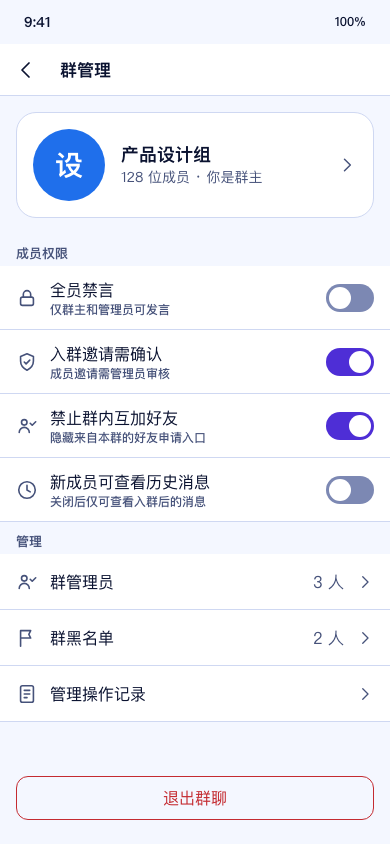 9:41
100%
群管理
设
产品设计组
128 位成员 · 你是群主
成员权限
全员禁言
仅群主和管理员可发言
入群邀请需确认
成员邀请需管理员审核
禁止群内互加好友
隐藏来自本群的好友申请入口
新成员可查看历史消息
关闭后仅可查看入群后的消息
管理
群管理员
3 人
群黑名单
2 人
管理操作记录
退出群聊